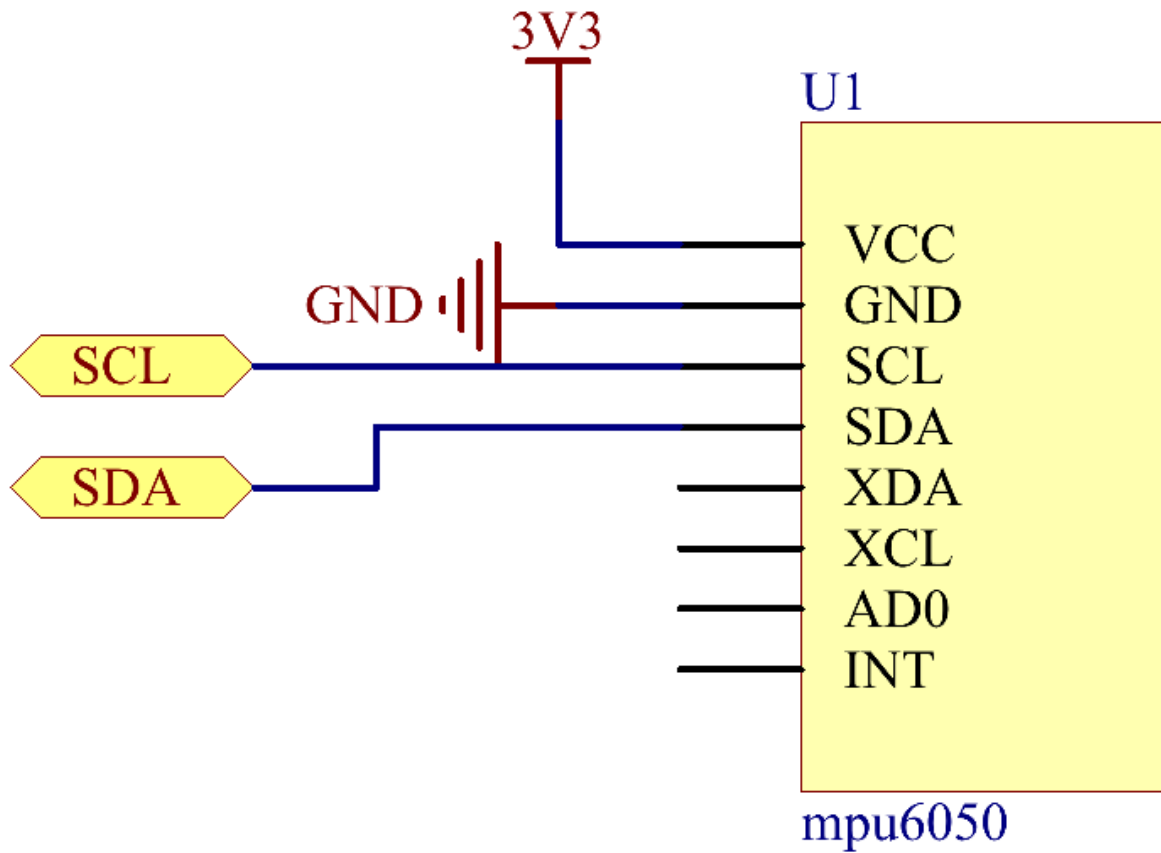 3V3
U1
VCC
GND
GND
SCL
SCL
SDA
SDA
XDA
XCL
AD0
INT
mpu6050